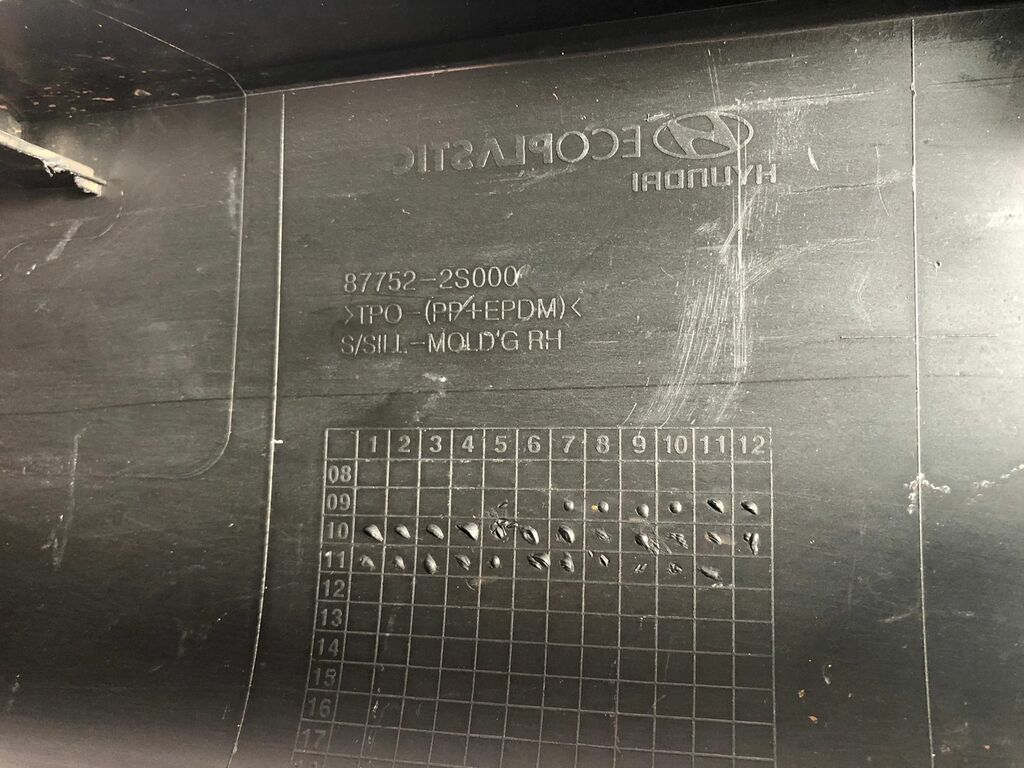 ECOPLASTIC
HYUNDAI
87752-2S000
>TPO-(PP+EPDM)<
S/SILL-MOLD'G RH
1 2 3 4 5 6 7 8 9 10 11 12
08
09
10
11
12
13
14
15
16
17